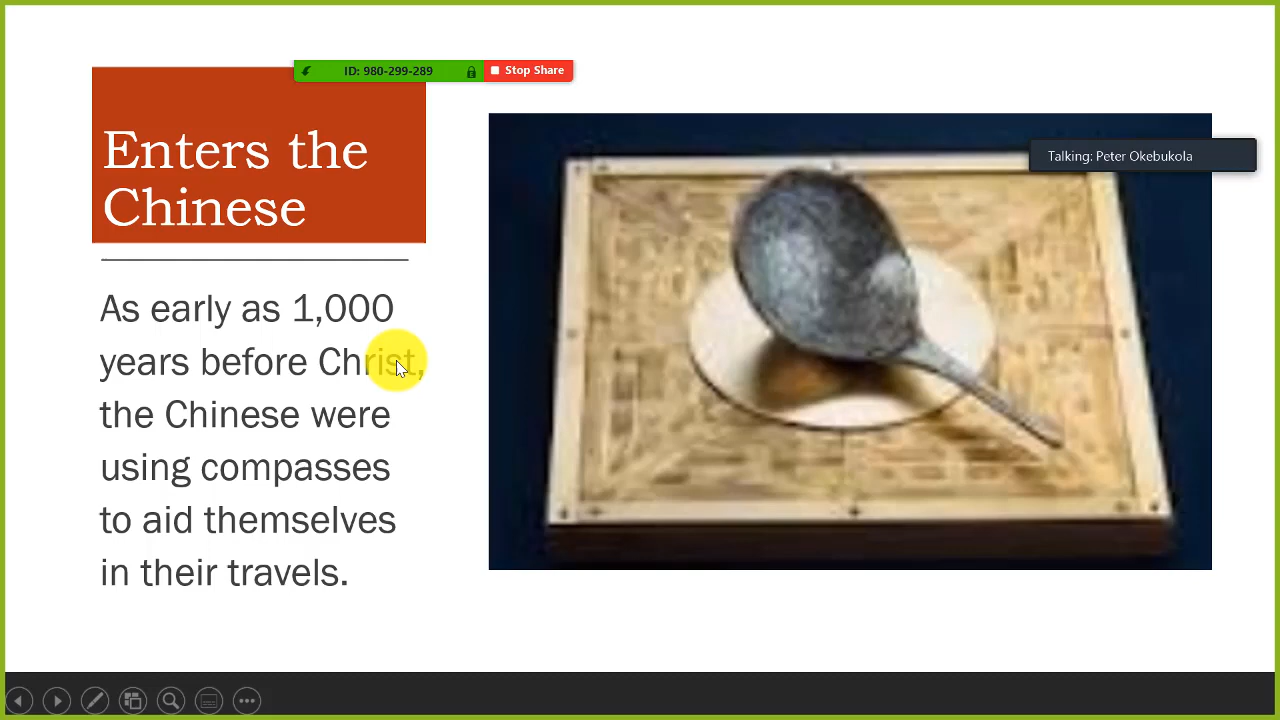 ID: 980-299-289
Stop Share
Enters the
Chinese
Talking: Peter Okebukola
As early as 1,000
years before Christ,
the Chinese were
using compasses
to aid themselves
in their travels.